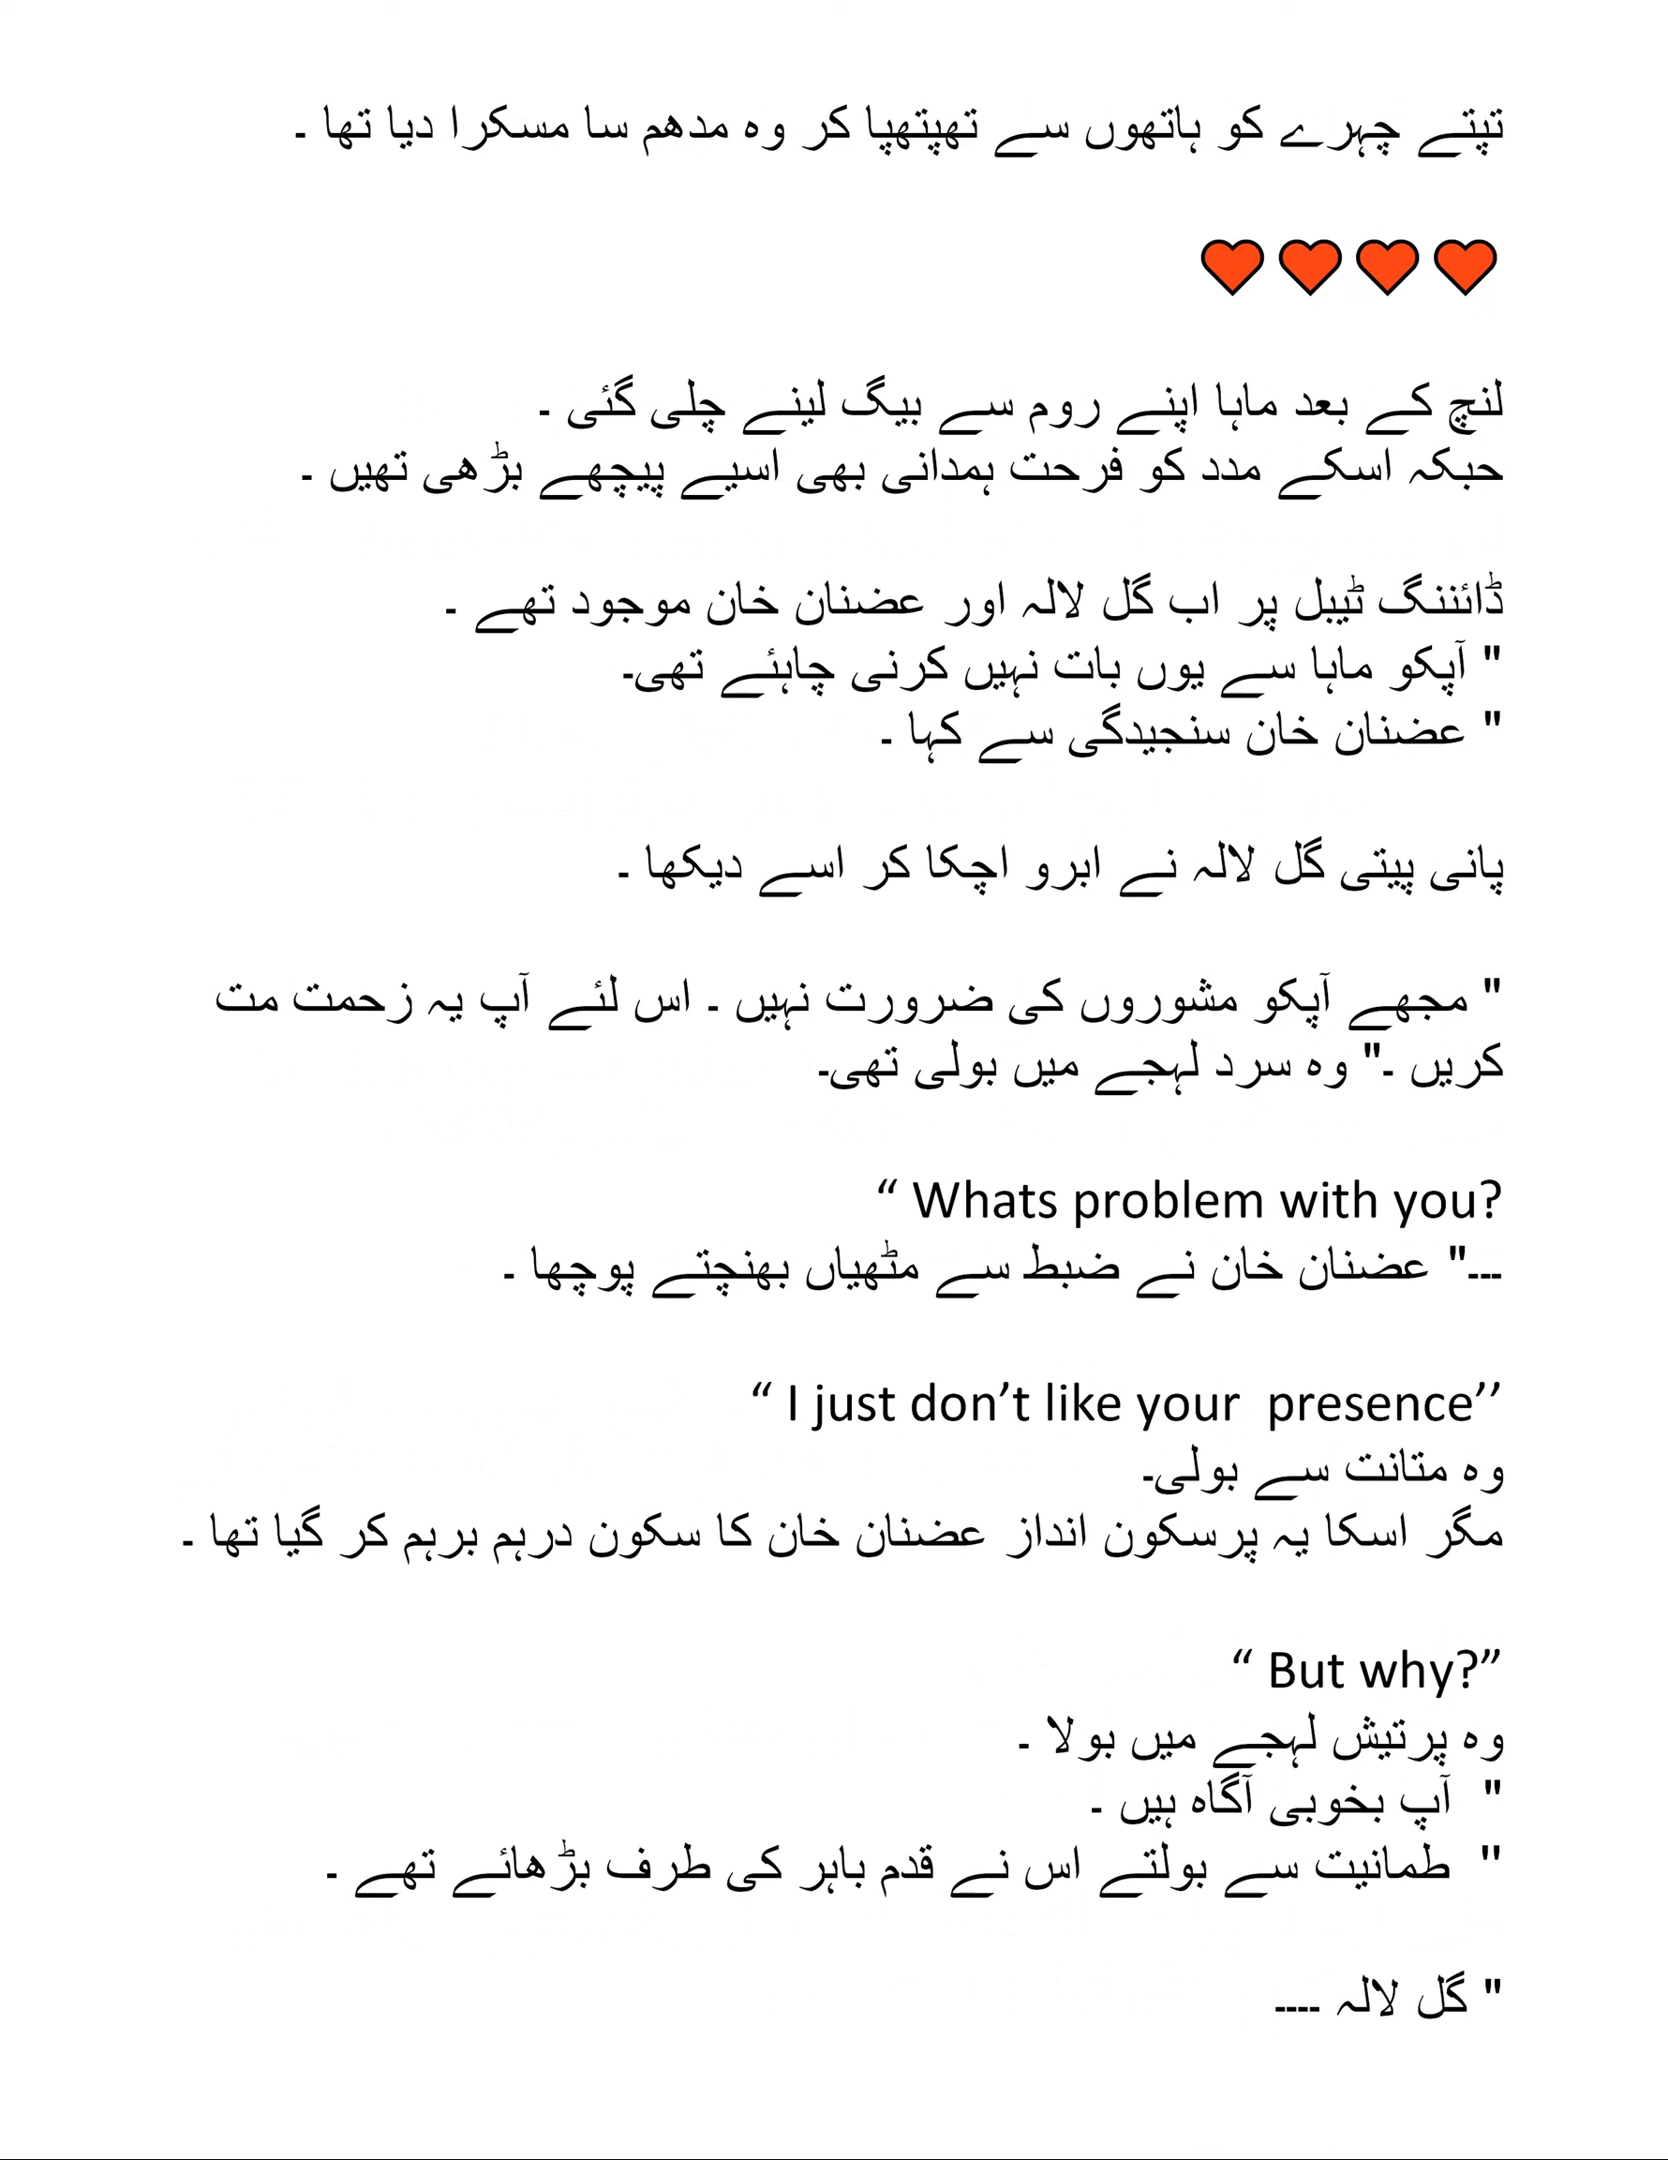 تپتے چہرے کو ہاتھوں سے تھپتھپا کر وہ مدھم سا مسکرا دیا تھا ۔
❤❤❤❤
لنچ کے بعد ماہا اپنے روم سے بیگ لینے چلی گئی ۔
حبکہ اسکے مدد کو فرحت ہمدانی بھی اسیے پیچھے بڑھی تھیں ۔
ڈائننگ ٹیبل پر اب گل لالہ اور عضنان خان موجود تھے ۔
" آپکو ماہا سے یوں بات نہیں کرنی چاہئے تھی۔
" عضنان خان سنجیدگی سے کہا ۔
پانی پیتی گل لالہ نے ابرو اچکا کر اسے دیکھا ۔
" مجھے آپکو مشوروں کی ضرورت نہیں ۔ اس لئے آپ یہ زحمت مت
کریں ۔" وہ سرد لہجے میں بولی تھی۔
“ Whats problem with you?
---" عضنان خان نے ضبط سے مٹھیاں بھنچتے پوچھا ۔
“ I just don’t like your  presence’’
وہ متانت سے بولی۔
مگر اسکا یہ پرسکون انداز عضنان خان کا سکون درہم برہم کر گیا تھا ۔
“ But why?”
وہ پرتیش لہجے میں بولا ۔
"  آپ بخوبی آگاہ ہیں ۔
"  طمانیت سے بولتے اس نے قدم باہر کی طرف بڑھائے تھے ۔
" گل لالہ ----